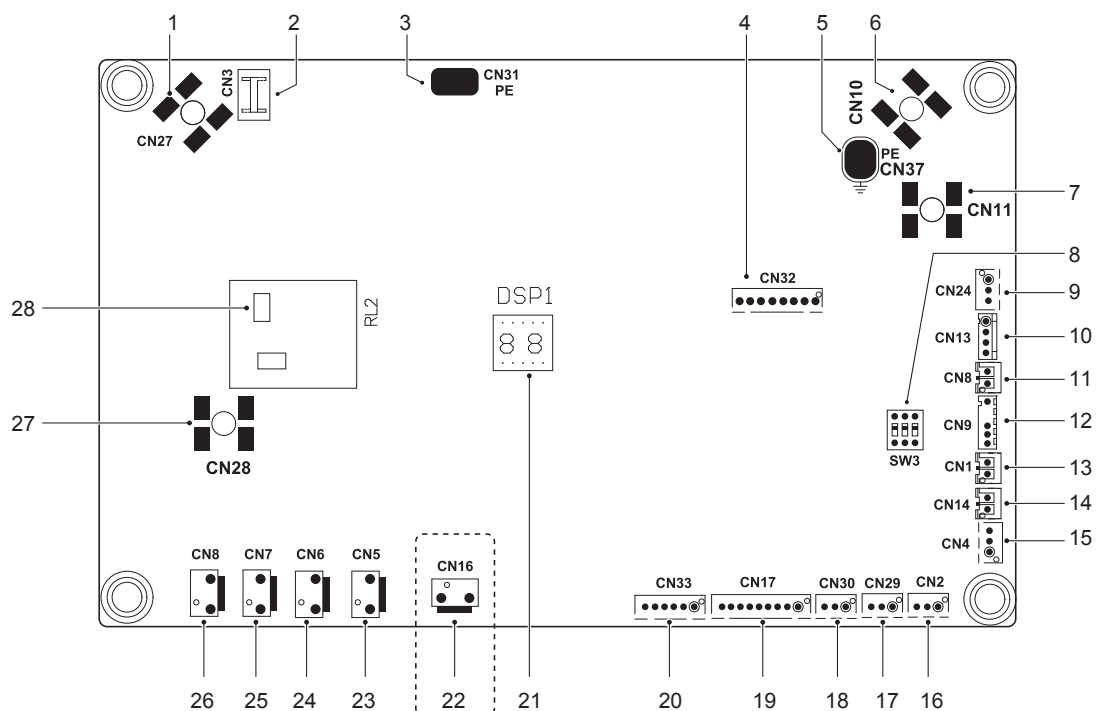 1 2 3 4 5 6
CN3
CN31
PE
CN10
CN27
PE
CN37
7
CN11
8
CN32
CN24 9
28
RL2
DSP1
88
CN13 10
CN8 11
CN9 12
27
CN28
SW3
CN1 13
CN14 14
CN4 15
CN8 CN7 CN6 CN5 CN16
CN33 CN17 CN30 CN29 CN2
26 25 24 23 22 21 20 19 18 17 16